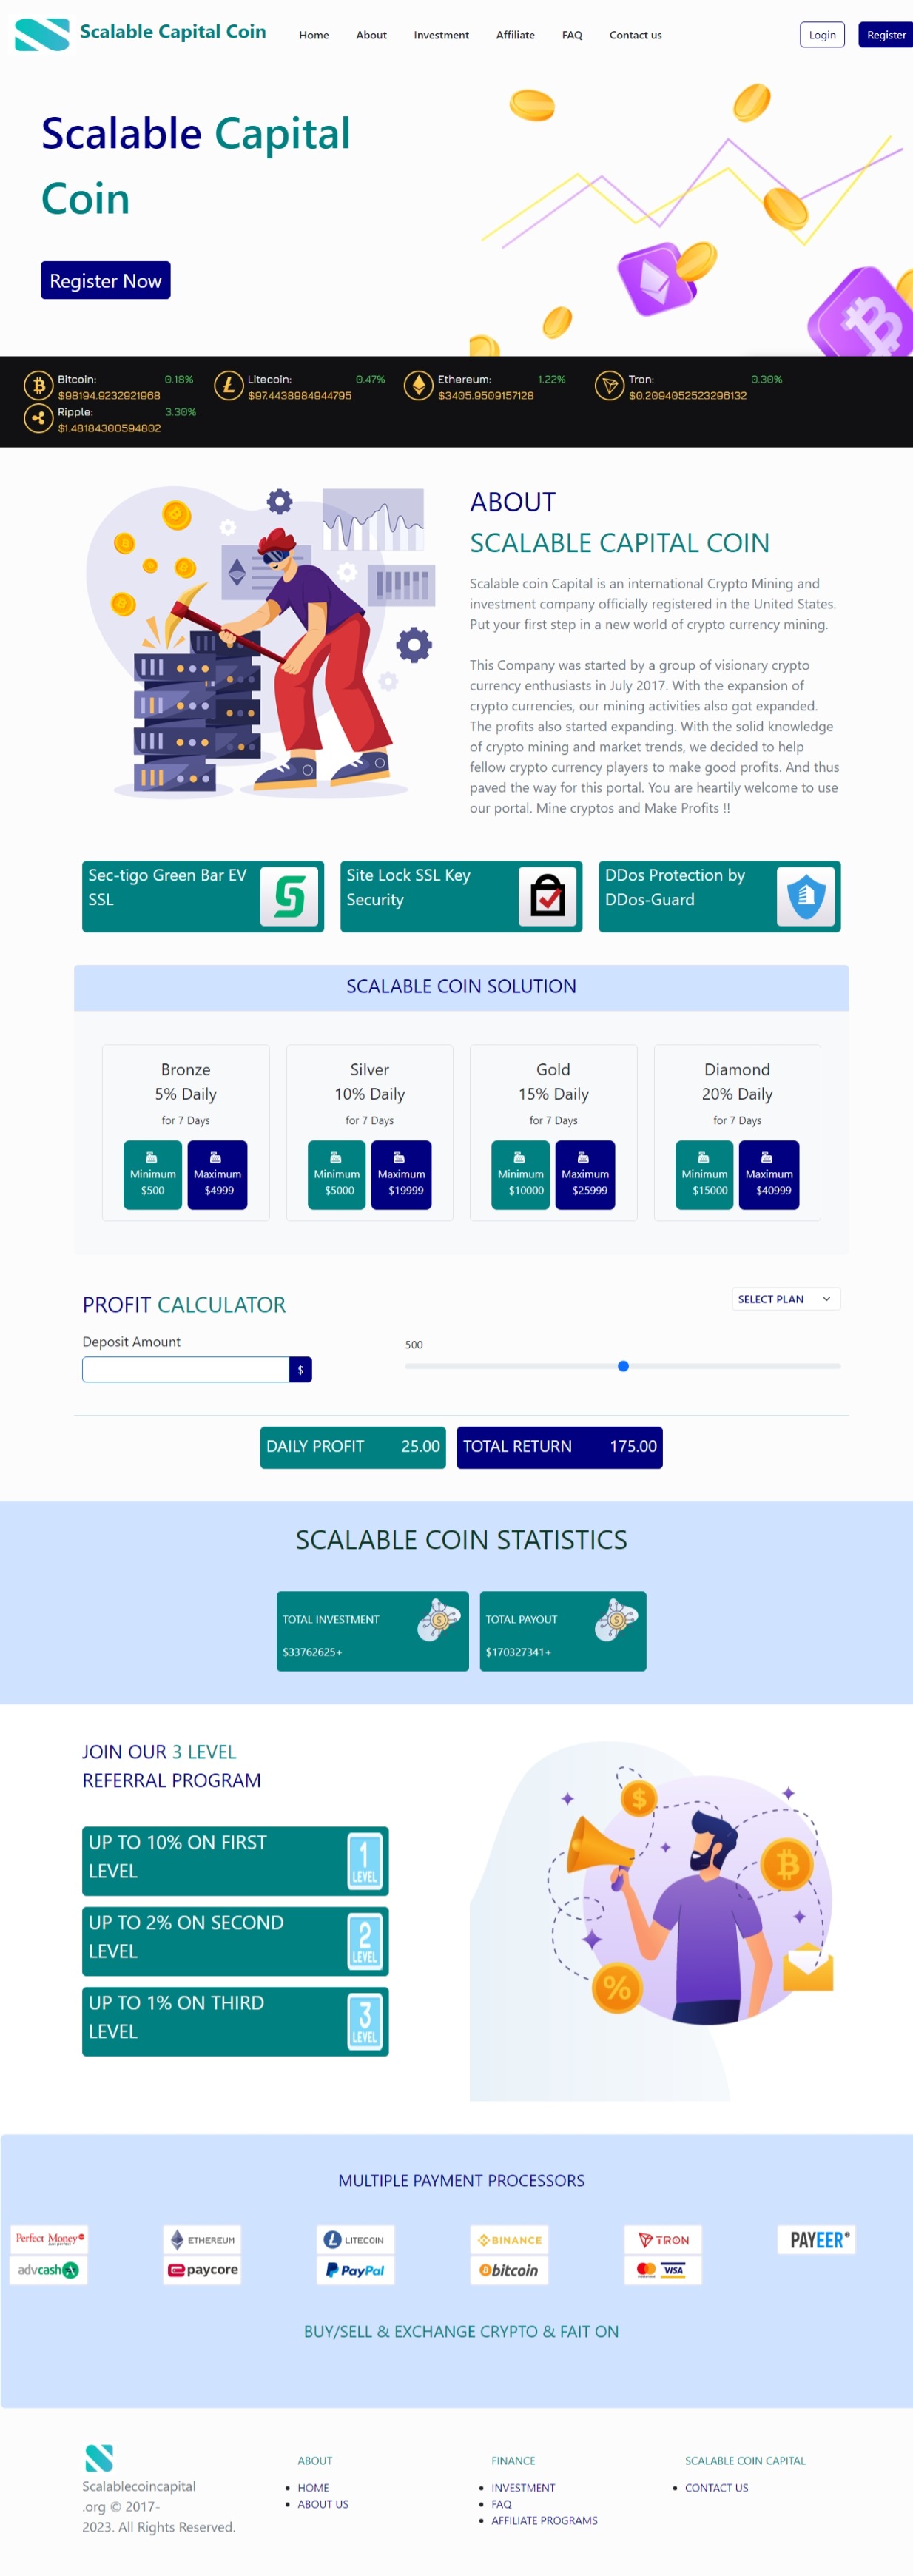 Scalable Capital Coin
Home
About
Investment
Affiliate
FAQ
Contact us
Login
Register
Scalable Capital
Coin
Register Now
Bitcoin:
0.18%
$98194.9232921968
Litecoin:
0.47%
$97.4438984944795
Ethereum:
1.22%
$3405.9509157128
Tron:
0.30%
$0.2094052523296132
Ripple:
3.30%
$1.48184300594802
ABOUT
SCALABLE CAPITAL COIN
Scalable coin Capital is an international Crypto Mining and
investment company officially registered in the United States.
Put your first step in a new world of crypto currency mining.
This Company was started by a group of visionary crypto
currency enthusiasts in July 2017. With the expansion of
crypto currencies, our mining activities also got expanded.
The profits also started expanding. With the solid knowledge
of crypto mining and market trends, we decided to help
fellow crypto currency players to make good profits. And thus
paved the way for this portal. You are heartily welcome to use
our portal. Mine cryptos and Make Profits !!
Sec-tigo Green Bar EV
SSL
Site Lock SSL Key
Security
DDos Protection by
DDos-Guard
SCALABLE COIN SOLUTION
Bronze
5% Daily
for 7 Days
Minimum
$500
Maximum
$4999
Silver
10% Daily
for 7 Days
Minimum
$5000
Maximum
$19999
Gold
15% Daily
for 7 Days
Minimum
$10000
Maximum
$25999
Diamond
20% Daily
for 7 Days
Minimum
$15000
Maximum
$40999
PROFIT CALCULATOR
SELECT PLAN
Deposit Amount
$
500
DAILY PROFIT 25.00
TOTAL RETURN 175.00
SCALABLE COIN STATISTICS
TOTAL INVESTMENT
$33762625+
TOTAL PAYOUT
$170327341+
JOIN OUR 3 LEVEL
REFERRAL PROGRAM
UP TO 10% ON FIRST
LEVEL
1
LEVEL
UP TO 2% ON SECOND
LEVEL
2
LEVEL
UP TO 1% ON THIRD
LEVEL
3
LEVEL
$
%
MULTIPLE PAYMENT PROCESSORS
Perfect Money
ETHEREUM
LITECOIN
BINANCE
TRON
PAYEER
advcash
paycore
PayPal
bitcoin
VISA
BUY/SELL & EXCHANGE CRYPTO & FAIT ON
Scalablecoincapital
.org © 2017-
2023. All Rights Reserved.
ABOUT
HOME
ABOUT US
FINANCE
INVESTMENT
FAQ
AFFILIATE PROGRAMS
SCALABLE COIN CAPITAL
CONTACT US